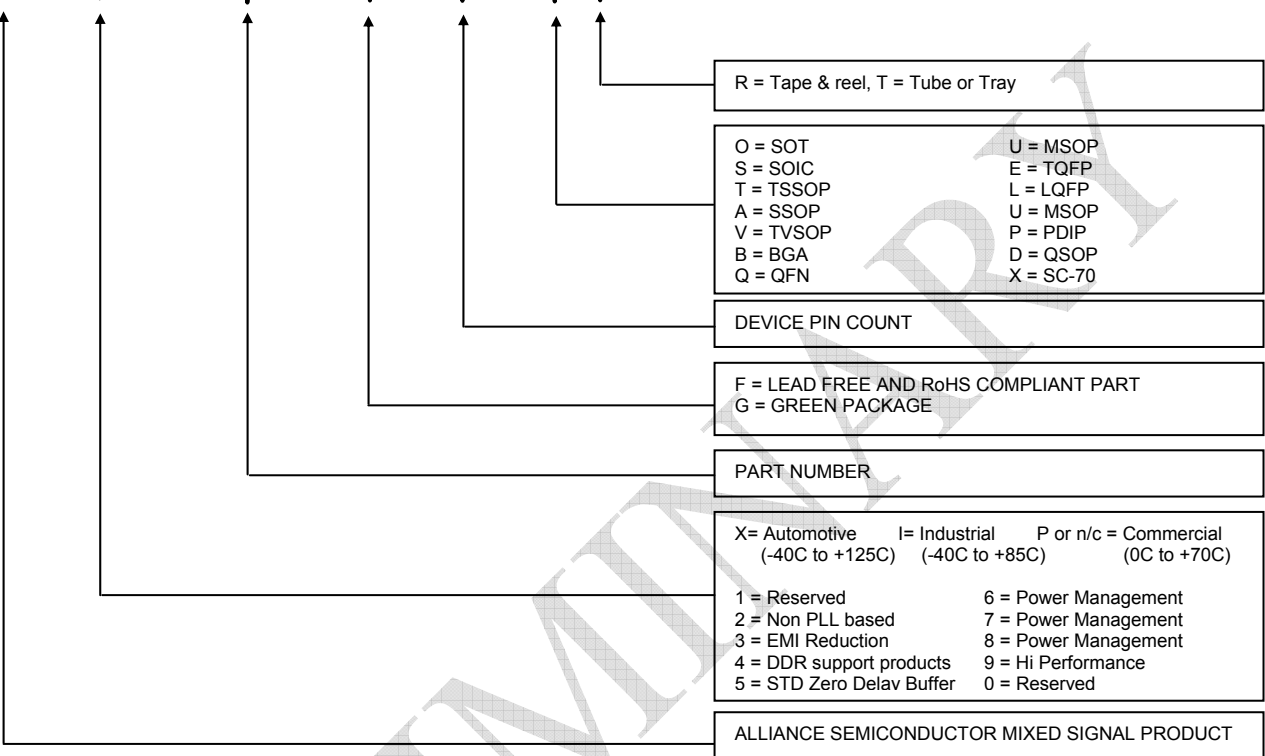 R = Tape & reel, T = Tube or Tray
O = SOT U = MSOP
S = SOIC E = TQFP
T = TSSOP L = LQFP
A = SSOP U = MSOP
V = TVSOP P = PDIP
B = BGA D = QSOP
Q = QFN X = SC-70
DEVICE PIN COUNT
F = LEAD FREE AND RoHS COMPLIANT PART
G = GREEN PACKAGE
PART NUMBER
X= Automotive I= Industrial P or n/c = Commercial
(-40C to +125C) (-40C to +85C) (0C to +70C)
1 = Reserved 6 = Power Management
2 = Non PLL based 7 = Power Management
3 = EMI Reduction 8 = Power Management
4 = DDR support products 9 = Hi Performance
5 = STD Zero Delay Buffer 0 = Reserved
ALLIANCE SEMICONDUCTOR MIXED SIGNAL PRODUCT
MINARY